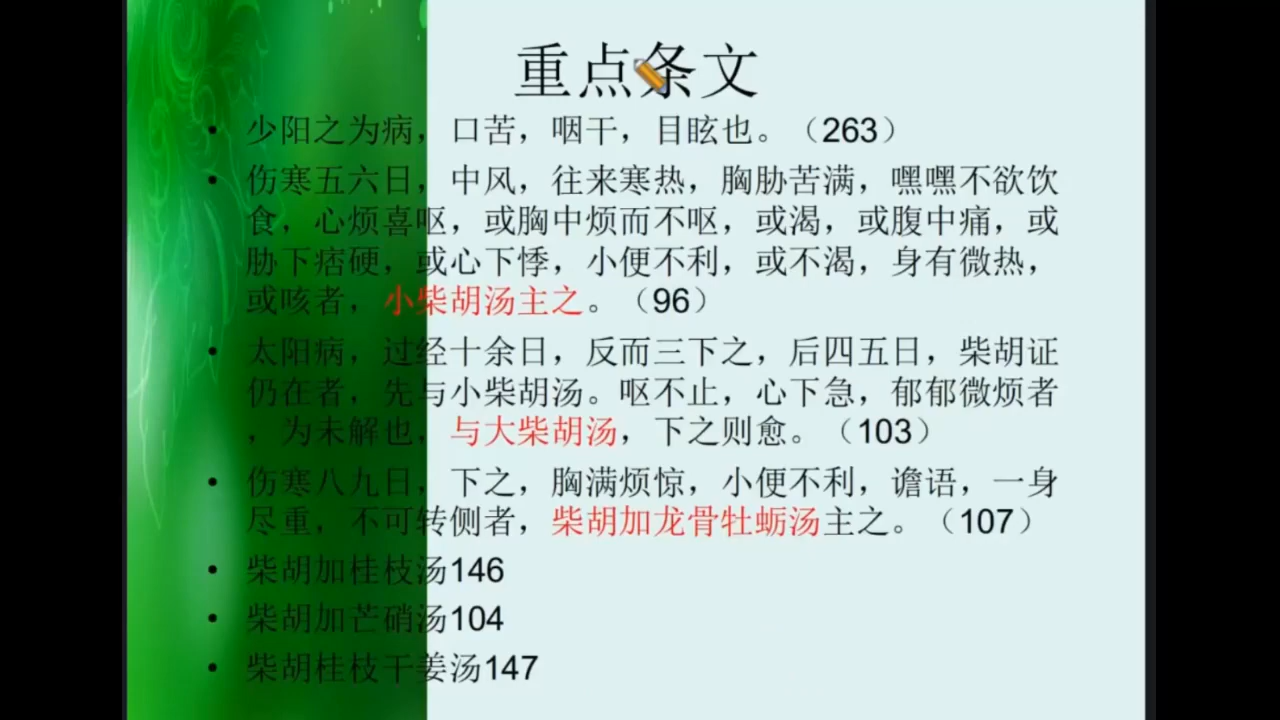 重点条文
• 少阳之为病，口苦，咽干，目眩也。（263）
• 伤寒五六日，中风，往来寒热，胸胁苦满，嘿嘿不欲饮
食，心烦喜呕，或胸中烦而不呕，或渴，或腹中痛，或
胁下痞硬，或心下悸，小便不利，或不渴，身有微热，
或咳者，小柴胡汤主之。（96）
• 太阳病，过经十余日，反而三下之，后四五日，柴胡证
仍在者，先与小柴胡汤。呕不止，心下急，郁郁微烦者
，为未解也，与大柴胡汤，下之则愈。（103）
• 伤寒八九日，下之，胸满烦惊，小便不利，谵语，一身
尽重，不可转侧者，柴胡加龙骨牡蛎汤主之。（107）
• 柴胡加桂枝汤146
• 柴胡加芒硝汤104
• 柴胡桂枝干姜汤147